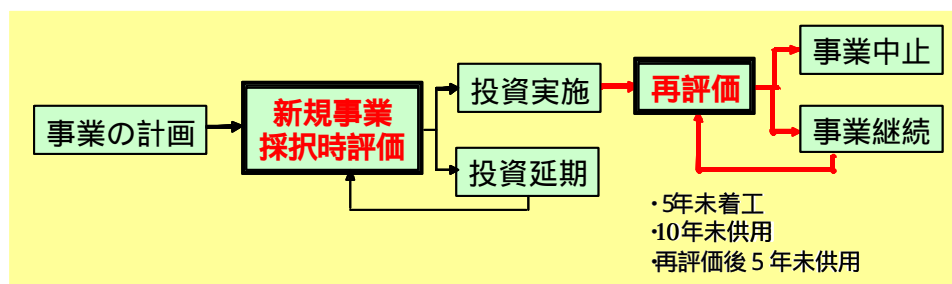 事業の計画
新規事業
採択時評価
投資実施
投資延期
再評価
事業中止
事業継続
・5年未着工
・10年未供用
・再評価後5年未供用